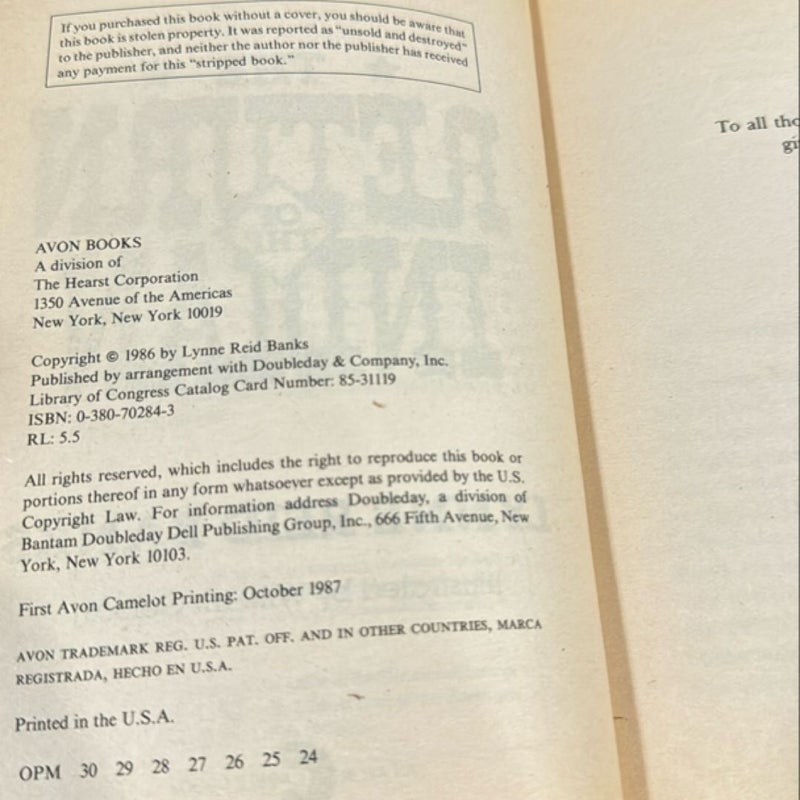 If you purchased this book without a cover, you should be aware that
this book is stolen property. It was reported as "unsold and destroyed"
to the publisher, and neither the author nor the publisher has received
any payment for this "stripped book."
AVON BOOKS
A division of
The Hearst Corporation
1350 Avenue of the Americas
New York, New York 10019
Copyright © 1986 by Lynne Reid Banks
Published by arrangement with Doubleday & Company, Inc.
Library of Congress Catalog Card Number: 85-31119
ISBN: 0-380-70284-3
RL: 5.5
All rights reserved, which includes the right to reproduce this book or
portions thereof in any form whatsoever except as provided by the U.S.
Copyright Law. For information address Doubleday, a division of
Bantam Doubleday Dell Publishing Group, Inc., 666 Fifth Avenue, New
York, New York 10103.
First Avon Camelot Printing: October 1987
AVON TRADEMARK REG. U.S. PAT. OFF. AND IN OTHER COUNTRIES, MARCA
REGISTRADA, HECHO EN U.S.A.
Printed in the U.S.A.
OPM 30 29 28 27 26 25 24
To all